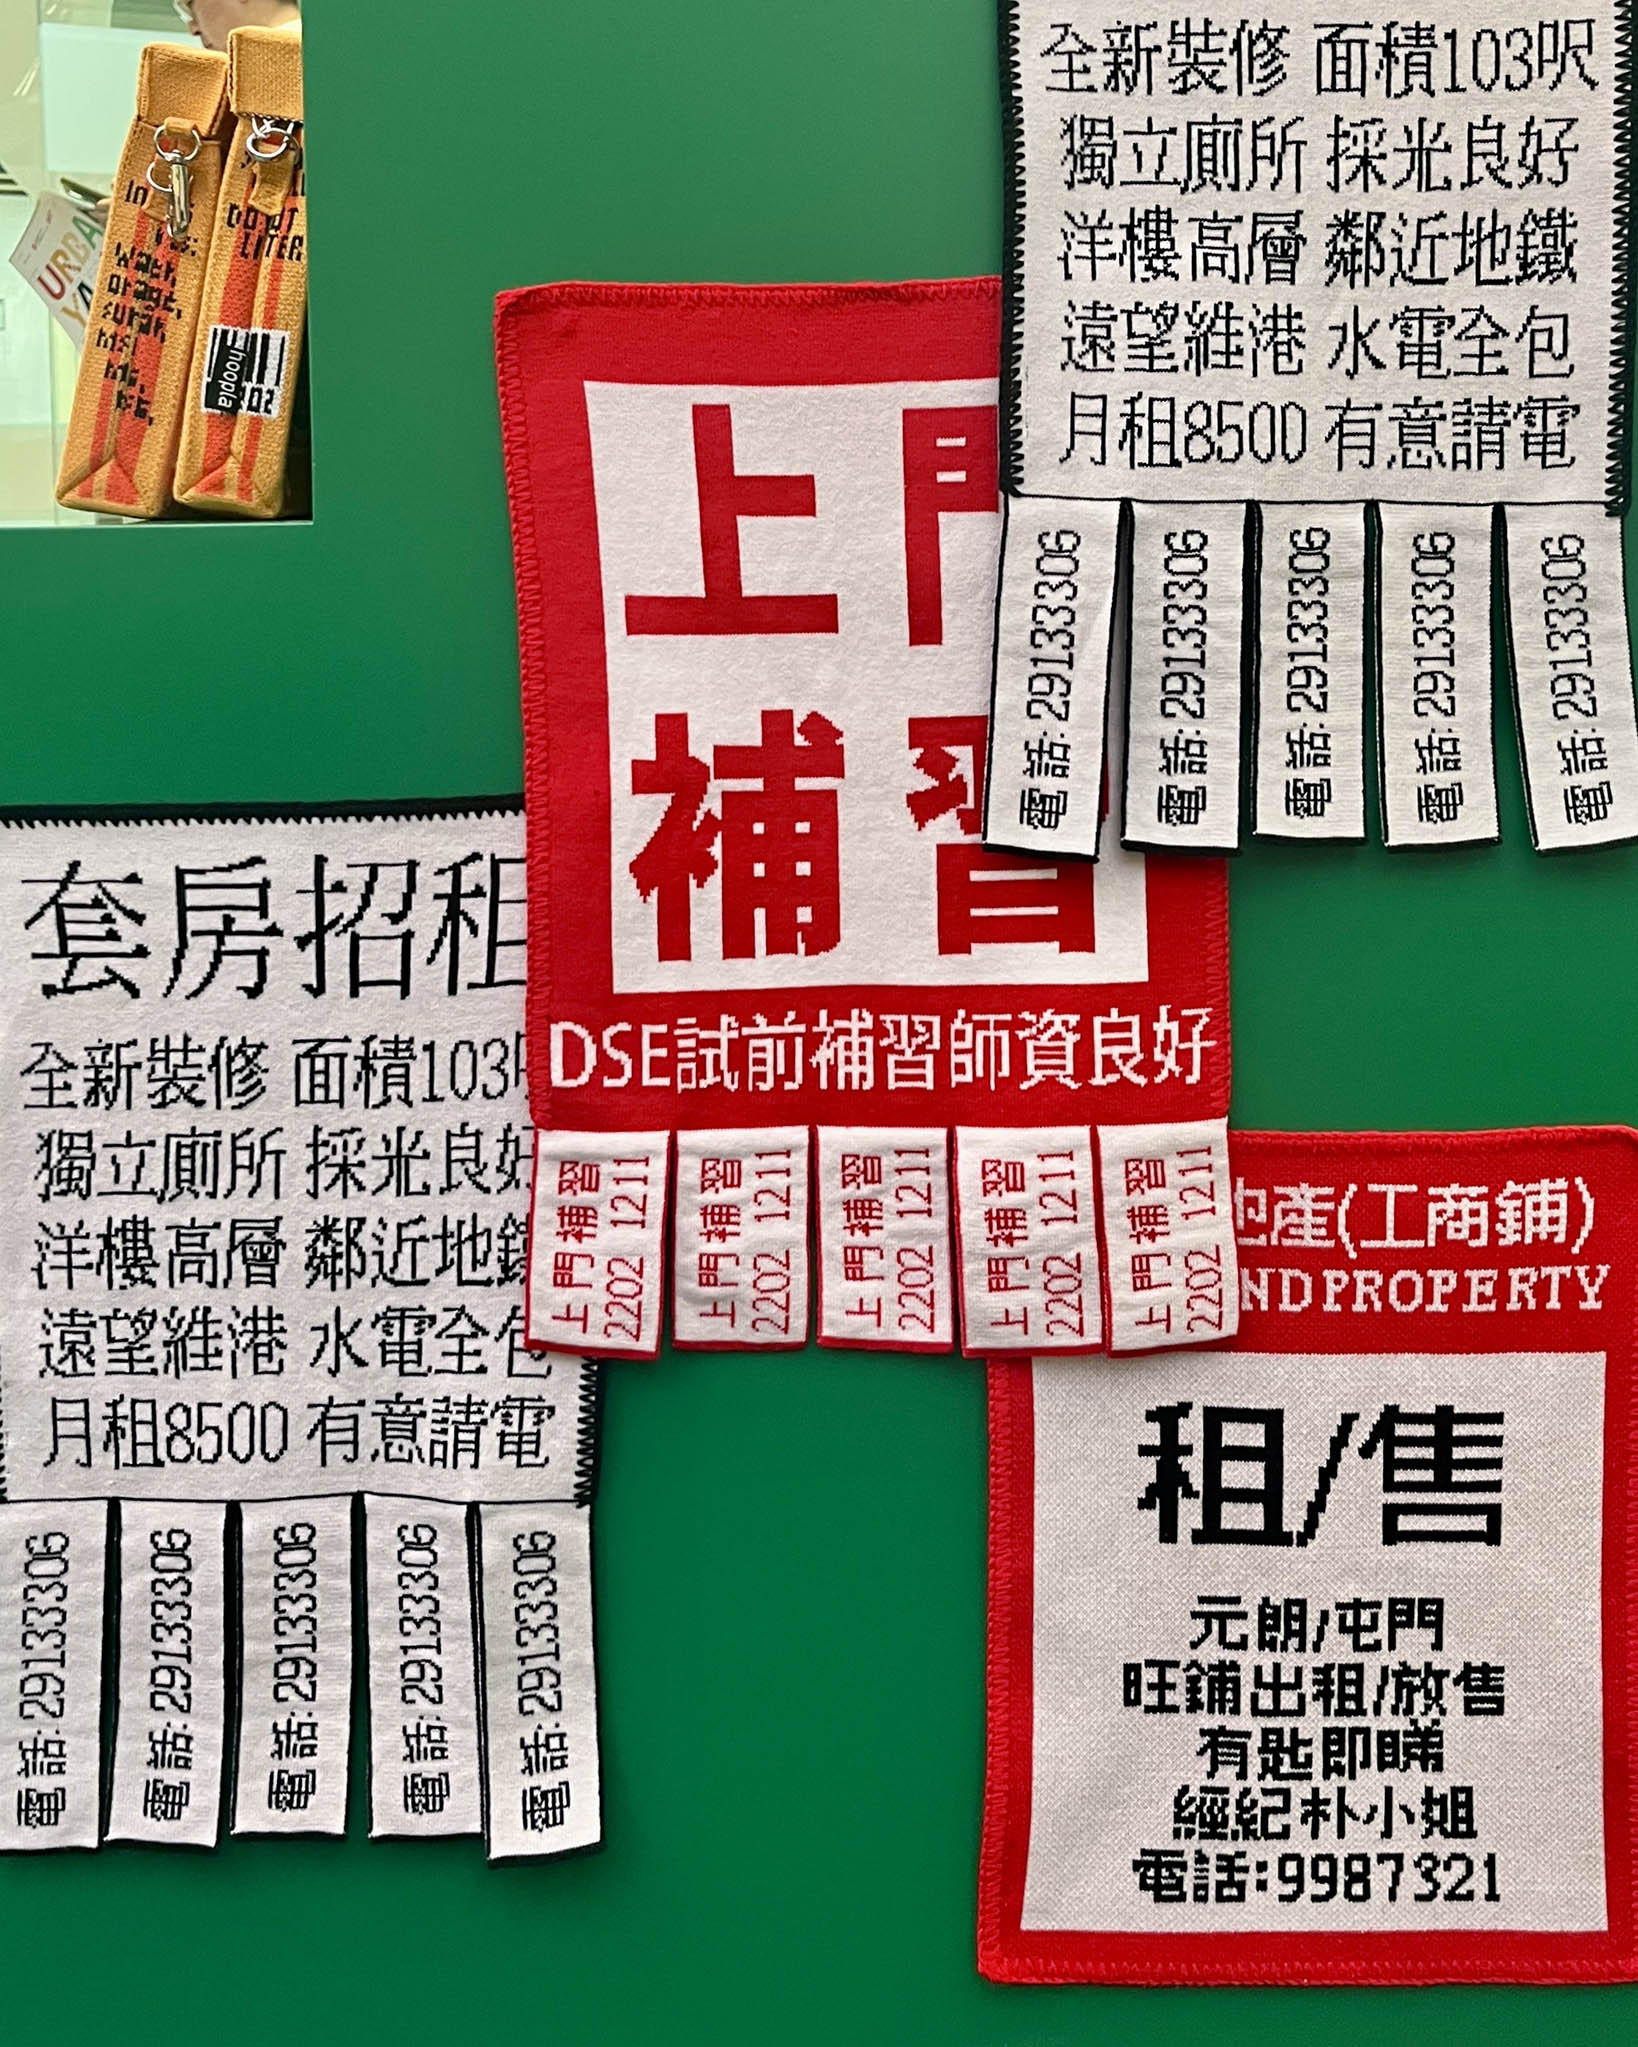 DO NOT
LITER
hoopla
URBA
YA
全新裝修 面積103呎
獨立廁所 採光良好
洋樓高層 鄰近地鐵
遠望維港 水電全包
月租8500 有意請電
電話:29133306
電話:29133306
電話:29133306
電話:29133306
電話:29133306
上門
補習
DSE試前補習師資良好
上門補習
2202 1211
上門補習
2202 1211
上門補習
2202 1211
上門補習
2202 1211
上門補習
2202 1211
套房招租
全新裝修 面積103
獨立廁所 採光良好
洋樓高層 鄰近地鐵
遠望維港 水電全包
月租8500 有意請電
電話:29133306
電話:29133306
電話:29133306
電話:29133306
電話:29133306
地產(工商鋪)
ND PROPERTY
租/售
元朗/屯門
旺鋪出租/放售
有匙即睇
經紀朴小姐
電話:9987321